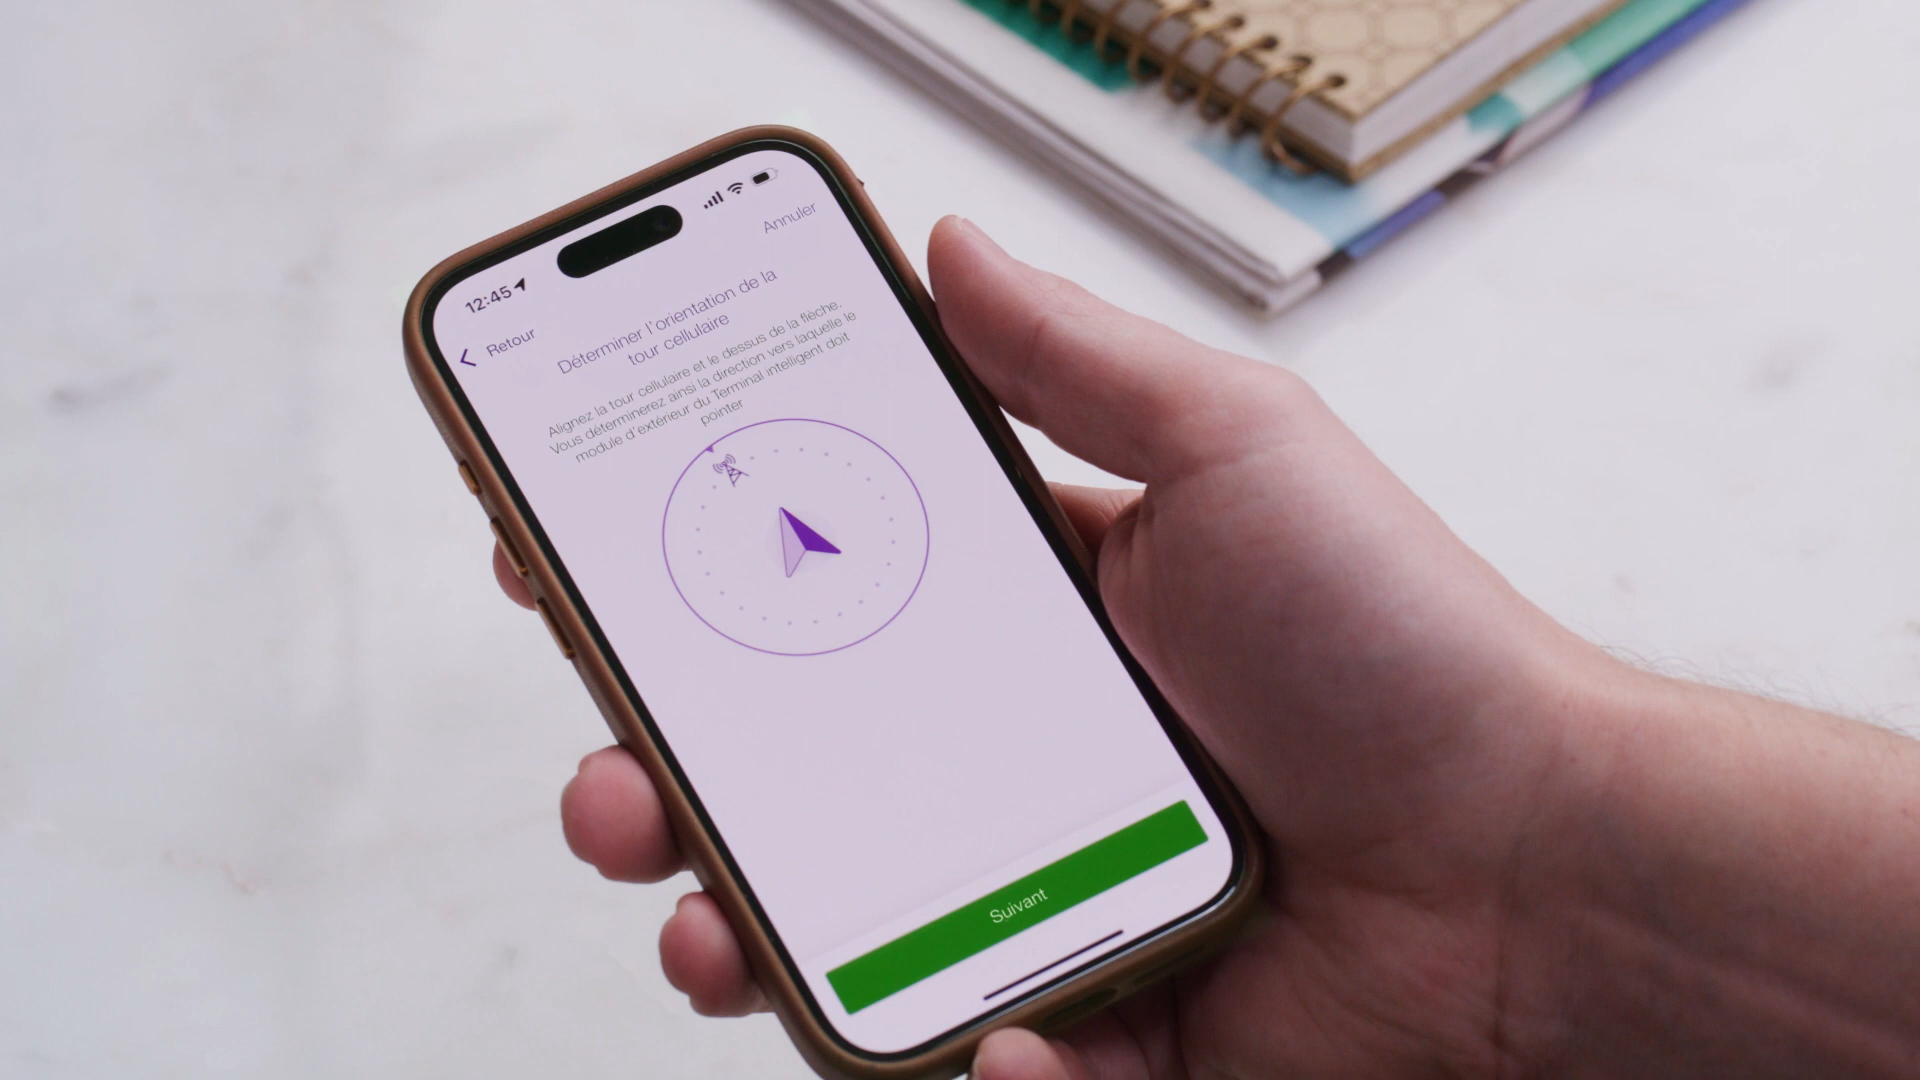 12:45
Retour
Annuler
Déterminer l'orientation de la
tour cellulaire
Alignez la tour cellulaire et le dessus de la flèche.
Vous déterminerez ainsi la direction vers laquelle le
module d'extérieur du Terminal intelligent doit
pointer
Suivant